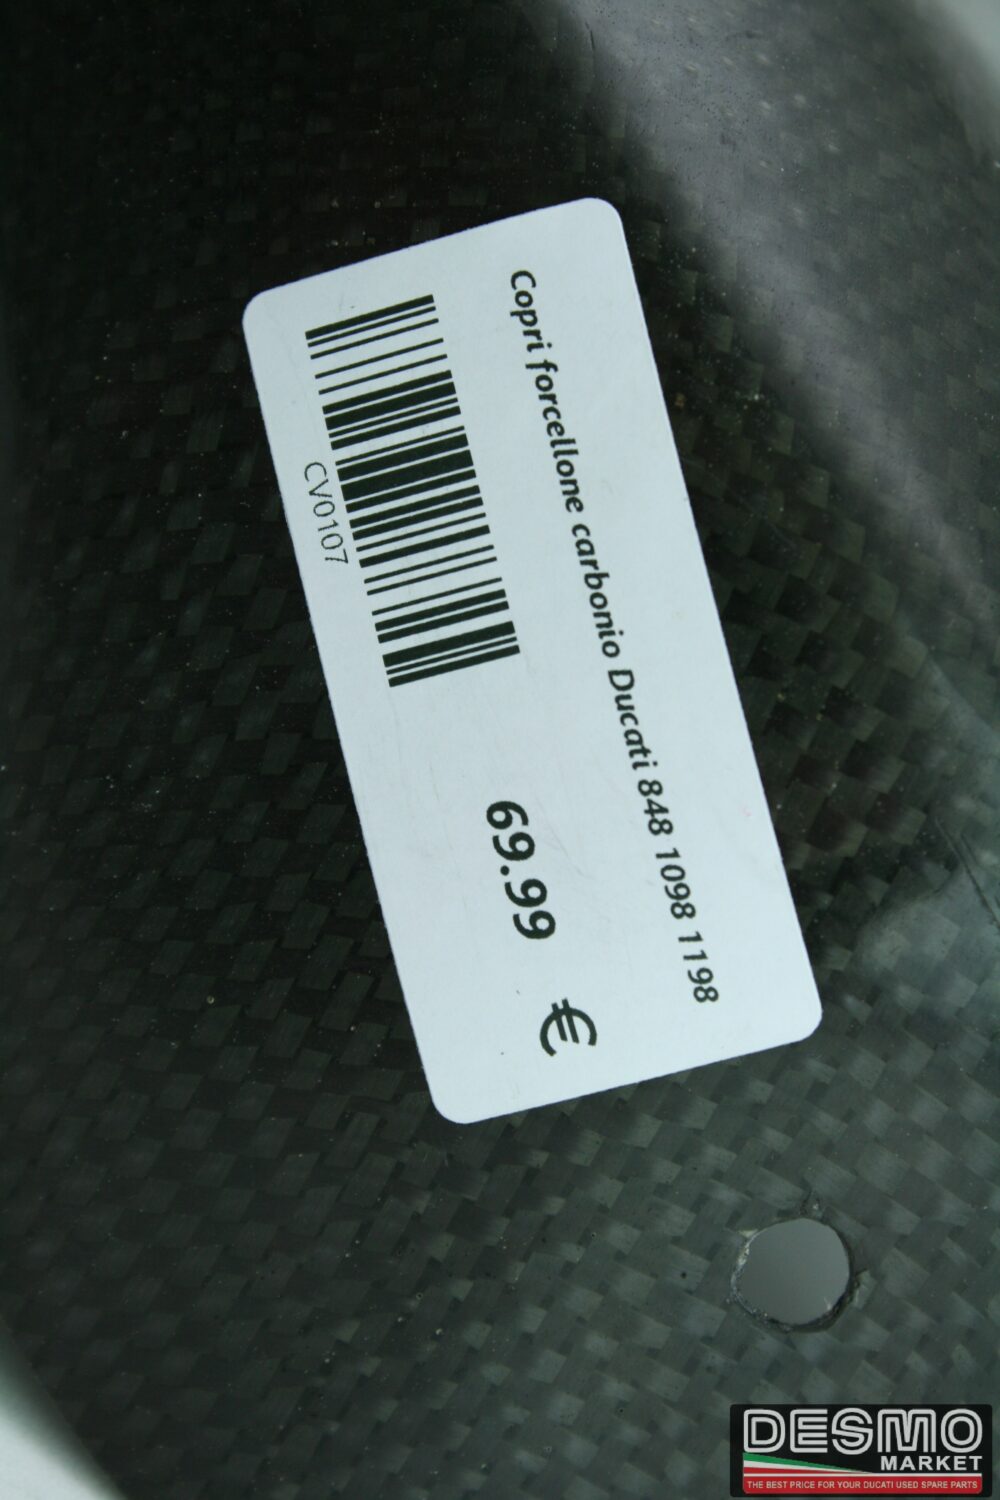 Copri forcellone carbonio Ducati 848 1098 1198
CV0107
69.99 €
DESMO
MARKET
THE BEST PRICE FOR YOUR DUCATI USED SPARE PARTS